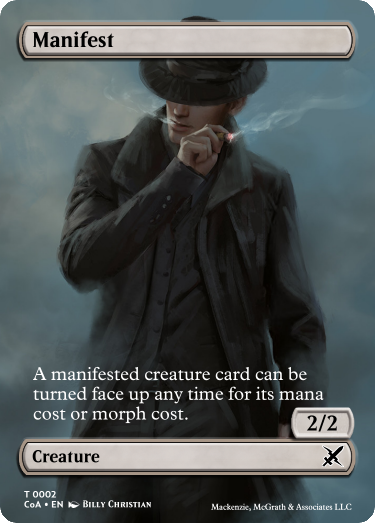 Manifest
A manifested creature card can be
turned face up any time for its mana
cost or morph cost.
2/2
Creature
T 0002
CoA • EN Billy Christian
Mackenzie, McGrath & Associates LLC